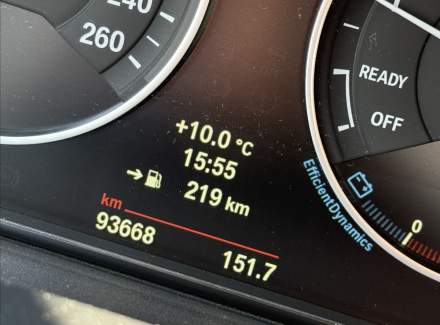 240
260
+10.0 °C
15:55
219 km
km
93668
151.7
READY
OFF
EfficientDynamics
0